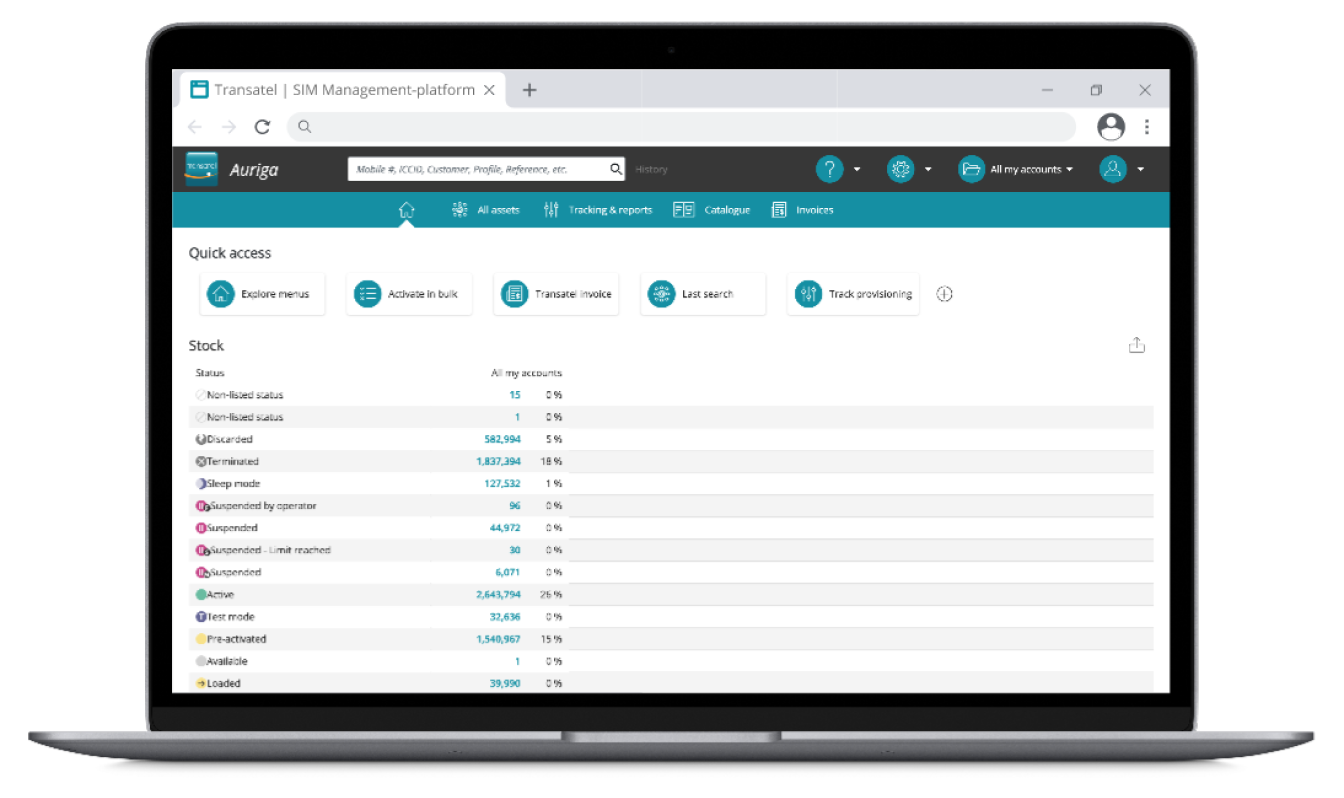 Transatel | SIM Management-platform
transatel Auriga Mobile #, ICCID, Customer, Profile, Reference, etc. History ? All my accounts
All assets Tracking & reports Catalogue Invoices
Quick access
Explore menus Activate in bulk Transatel invoice Last search Track provisioning
Stock
Status All my accounts
Non-listed status 15 0 %
Non-listed status 1 0 %
Discarded 582,994 5 %
Terminated 1,837,394 18 %
Sleep mode 127,532 1 %
Suspended by operator 96 0 %
Suspended 44,972 0 %
Suspended - Limit reached 30 0 %
Suspended 6,071 0 %
Active 2,643,794 26 %
T Test mode 32,636 0 %
Pre-activated 1,540,967 15 %
Available 1 0 %
Loaded 39,990 0 %